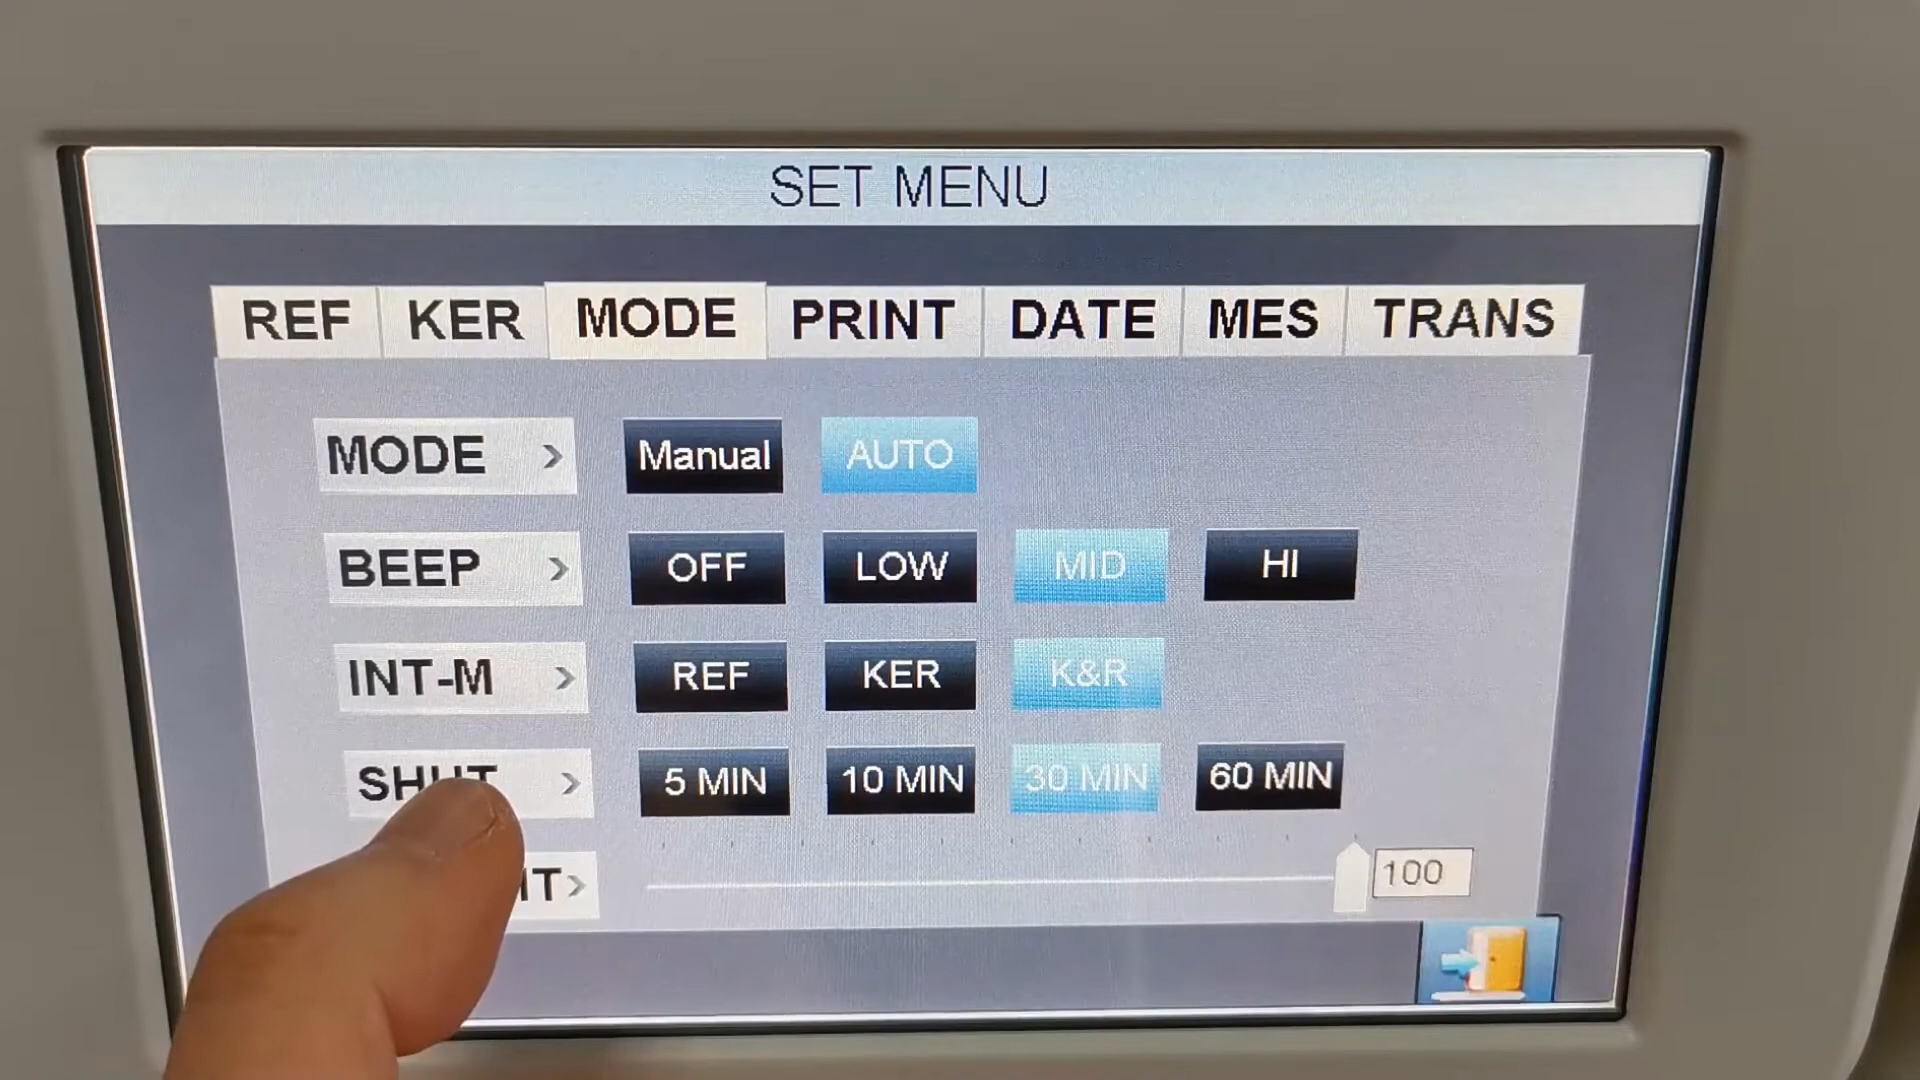 SET MENU
REF KER MODE PRINT DATE MES TRANS
MODE > Manual AUTO
BEEP > OFF LOW MID HI
INT-M > REF KER K&R
SHUT > 5 MIN 10 MIN 30 MIN 60 MIN
> 100